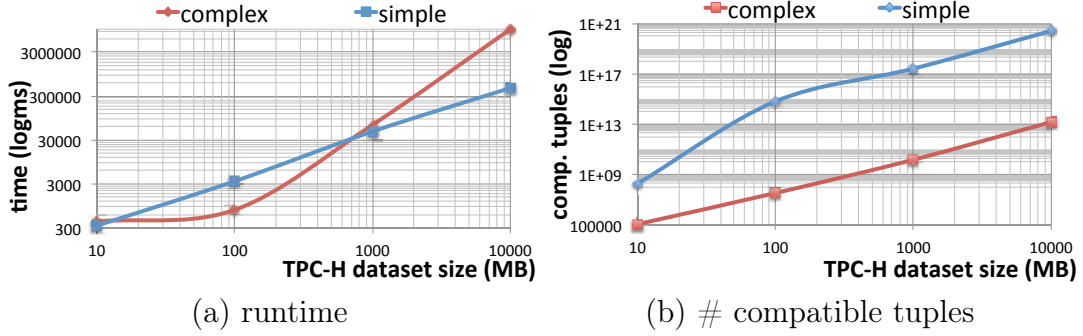 complex simple
time (logms)
3000000
300000
30000
3000
300
10 100 1000 10000
TPC-H dataset size (MB)
(a) runtime
complex simple
comp. tuples (log)
1E+21
1E+17
1E+13
1E+09
100000
10 100 1000 10000
TPC-H dataset size (MB)
(b) # compatible tuples